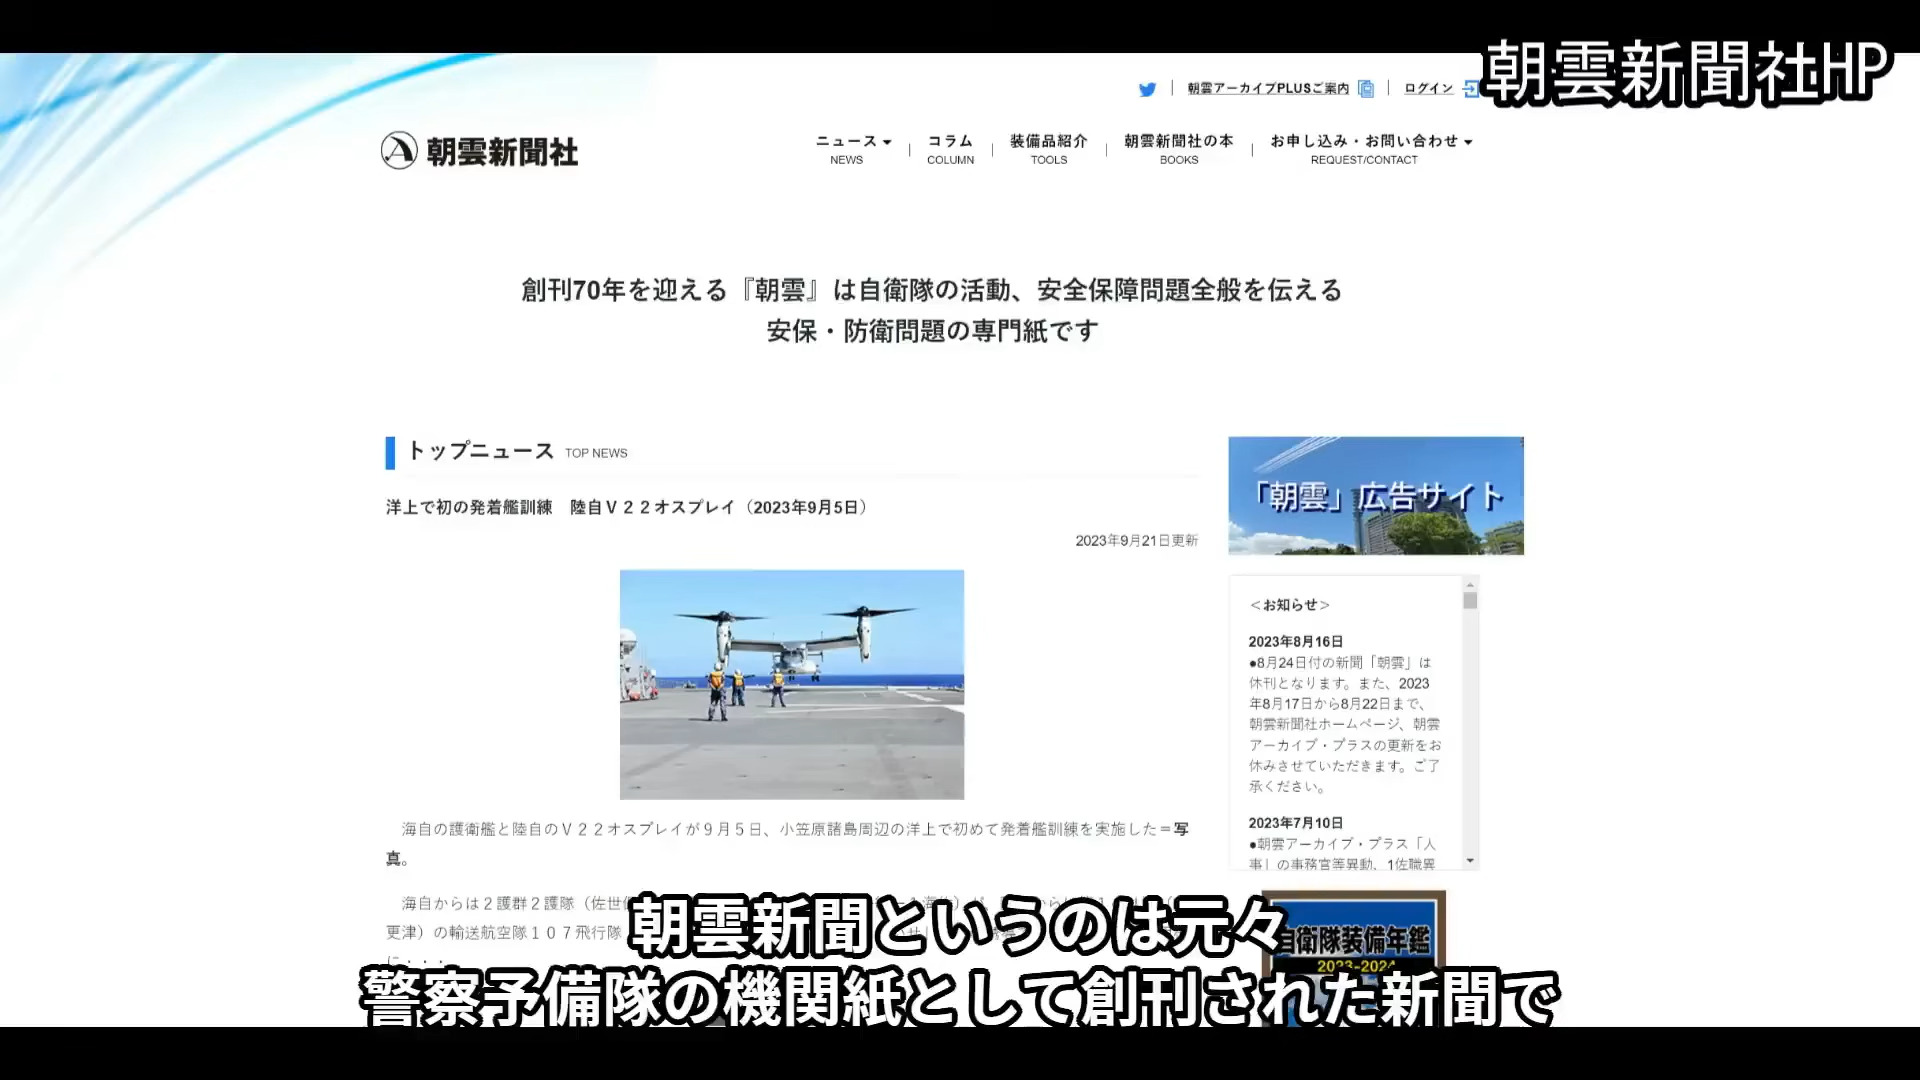 朝雲新聞社HP
朝雲アーカイブPLUSご案内
ログイン
朝雲新聞社
ニュース
NEWS
コラム
COLUMN
装備品紹介
TOOLS
朝雲新聞社の本
BOOKS
お申し込み・お問い合わせ
REQUEST/CONTACT
創刊70年を迎える『朝雲』は自衛隊の活動、安全保障問題全般を伝える
安保・防衛問題の専門紙です
トップニュース TOP NEWS
洋上で初の発着艦訓練 陸自Ｖ２２オスプレイ（2023年9月5日）
2023年9月21日更新
海自の護衛艦と陸自のＶ２２オスプレイが９月５日、小笠原諸島周辺の洋上で初めて発着艦訓練を実施した＝写
真。
海自からは２護群２護隊（佐世
更津）の輸送航空隊１０７飛行隊
「朝雲」広告サイト
＜お知らせ＞
2023年8月16日
●8月24日付の新聞「朝雲」は
休刊となります。また、2023
年8月17日から8月22日まで、
朝雲新聞社ホームページ、朝雲
アーカイブ・プラスの更新をお
休みさせていただきます。ご了
承ください。
2023年7月10日
●朝雲アーカイブ・プラス「人
事」の事務官等異動、1佐職異
自衛隊装備年鑑
2023-2024
朝雲新聞というのは元々
警察予備隊の機関紙として創刊された新聞で